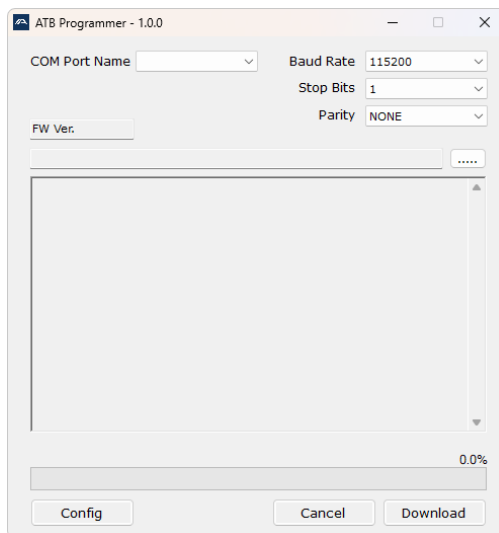 ATB Programmer - 1.0.0
COM Port Name
Baud Rate 115200
Stop Bits 1
Parity NONE
FW Ver.
.....
0.0%
Config Cancel Download